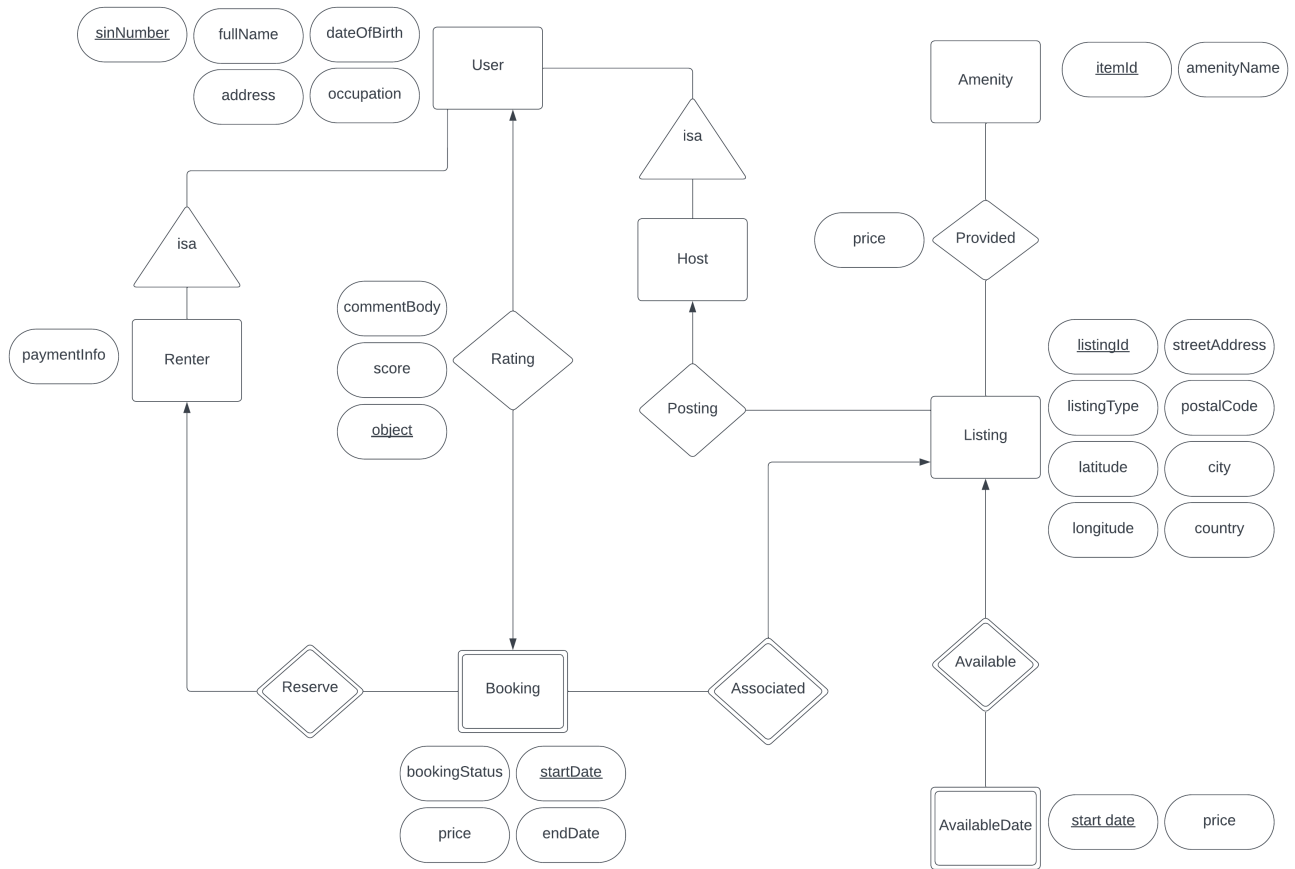 sinNumber
fullName
dateOfBirth
address
occupation
User
Amenity
itemId
amenityName
isa
isa
price
Provided
Host
Renter
paymentInfo
commentBody
score
object
Rating
Posting
Listing
listingId
streetAddress
listingType
postalCode
latitude
city
longitude
country
Reserve
Booking
Associated
Available
bookingStatus
startDate
price
endDate
AvailableDate
start date
price